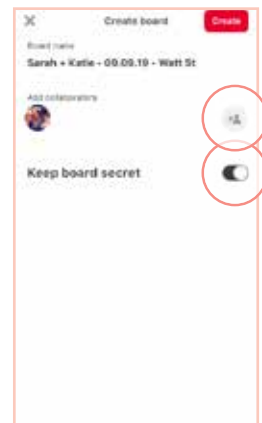 Create board
Create
Board name
Sarah + Katie - 09.09.19 - Watt St
Add collaborators
Keep board secret